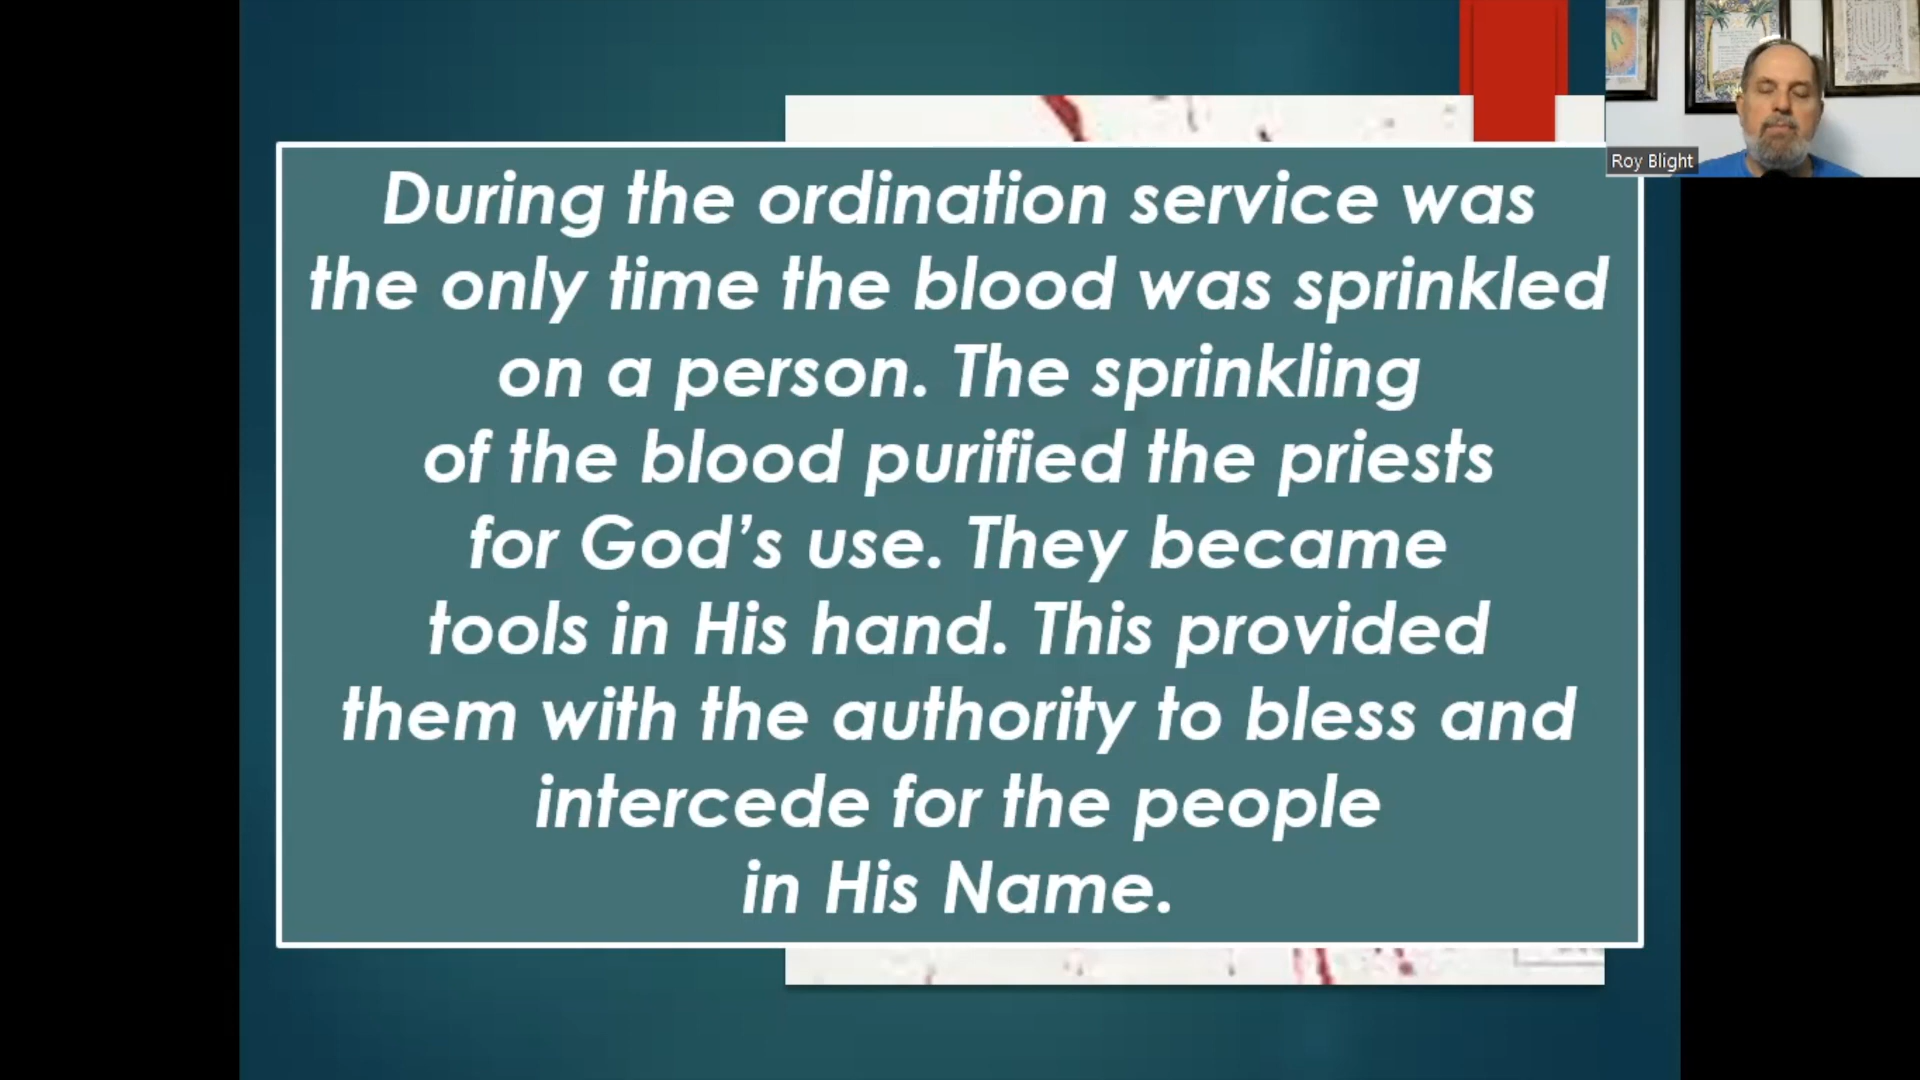 During the ordination service was
the only time the blood was sprinkled
on a person. The sprinkling
of the blood purified the priests
for God’s use. They became
tools in His hand. This provided
them with the authority to bless and
intercede for the people
in His Name.
Roy Blight